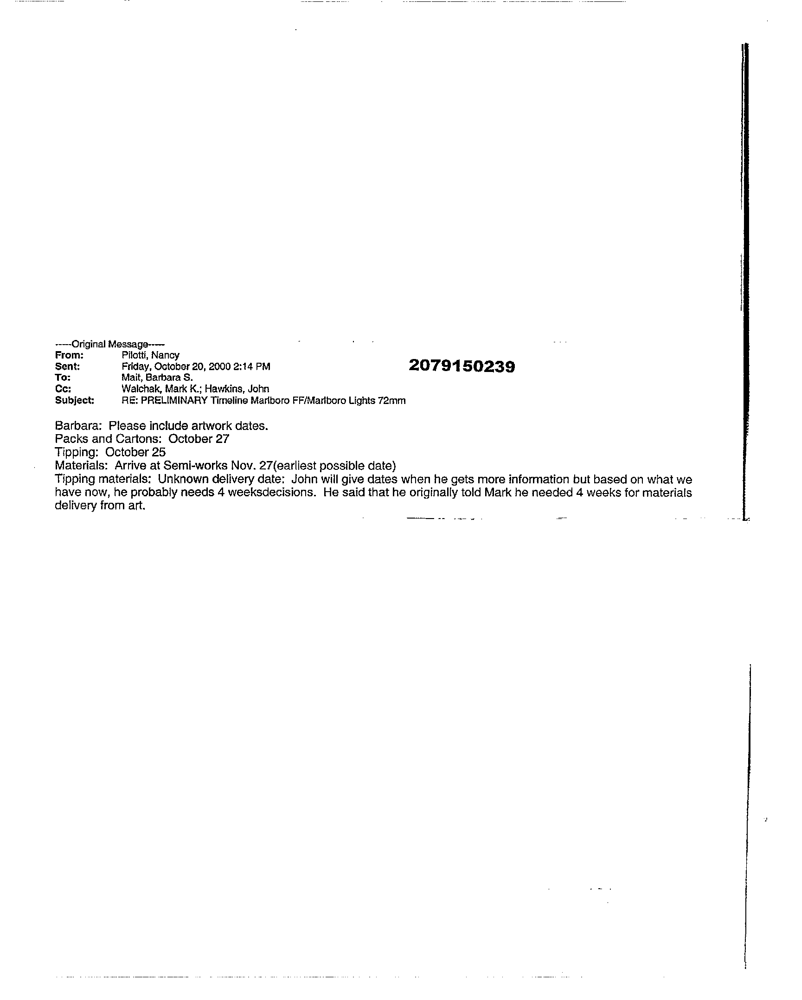 -----Original Message-----
From: Pilotti, Nancy
Sent: Friday, October 20, 2000 2:14 PM
To: Mait, Barbara S.
Cc: Walchak, Mark K.; Hawkins, John
Subject: RE: PRELIMINARY Timeline Marlboro FF/Marlboro Lights 72mm
2079150239
Barbara: Please include artwork dates.
Packs and Cartons: October 27
Tipping: October 25
Materials: Arrive at Semi-works Nov. 27(earliest possible date)
Tipping materials: Unknown delivery date: John will give dates when he gets more information but based on what we
have now, he probably needs 4 weeksdecisions. He said that he originally told Mark he needed 4 weeks for materials
delivery from art.